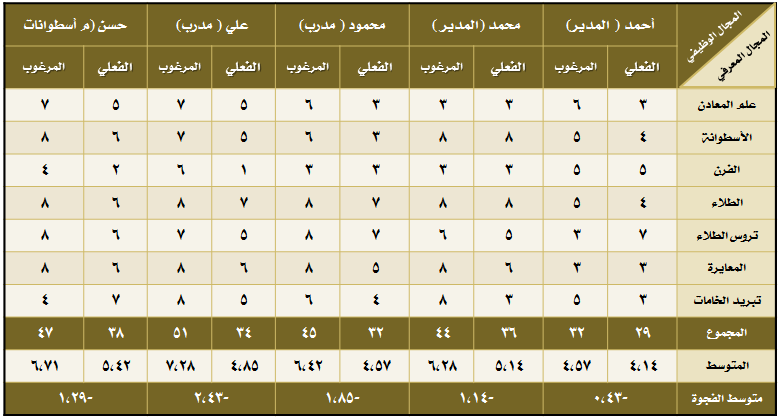 المجال الوظيفي أحمد ( المدير) محمد (المدير) محمود ( مدرب) علي ( مدرب) حسن (م أسطوانات
المجال المعرفي الفعلي المرغوب الفعلي المرغوب الفعلي المرغوب الفعلي المرغوب الفعلي المرغوب
علم المعادن ٣ ٦ ٣ ٣ ٣ ٦ ٥ ٧ ٥ ٧
الأسطوانة ٤ ٥ ٨ ٨ ٣ ٦ ٥ ٧ ٦ ٨
الفرن ٥ ٥ ٣ ٣ ٣ ٣ ١ ٦ ٢ ٤
الطلاء ٤ ٥ ٨ ٨ ٧ ٨ ٧ ٨ ٦ ٨
تروس الطلاء ٧ ٣ ٥ ٦ ٧ ٨ ٥ ٧ ٦ ٨
المعايرة ٣ ٣ ٦ ٨ ٥ ٨ ٦ ٨ ٦ ٨
تبريد الخامات ٣ ٥ ٣ ٨ ٤ ٦ ٥ ٨ ٧ ٤
المجموع ٢٩ ٣٢ ٣٦ ٤٤ ٣٢ ٤٥ ٣٤ ٥١ ٣٨ ٤٧
المتوسط ٤،١٤ ٤،٥٧ ٥،١٤ ٦،٢٨ ٤،٥٧ ٦،٤٢ ٤،٨٥ ٧،٢٨ ٥،٤٢ ٦،٧١
متوسط الفجوة -٠،٤٣ -١،١٤ -١،٨٥ -٢،٤٣ -١،٢٩